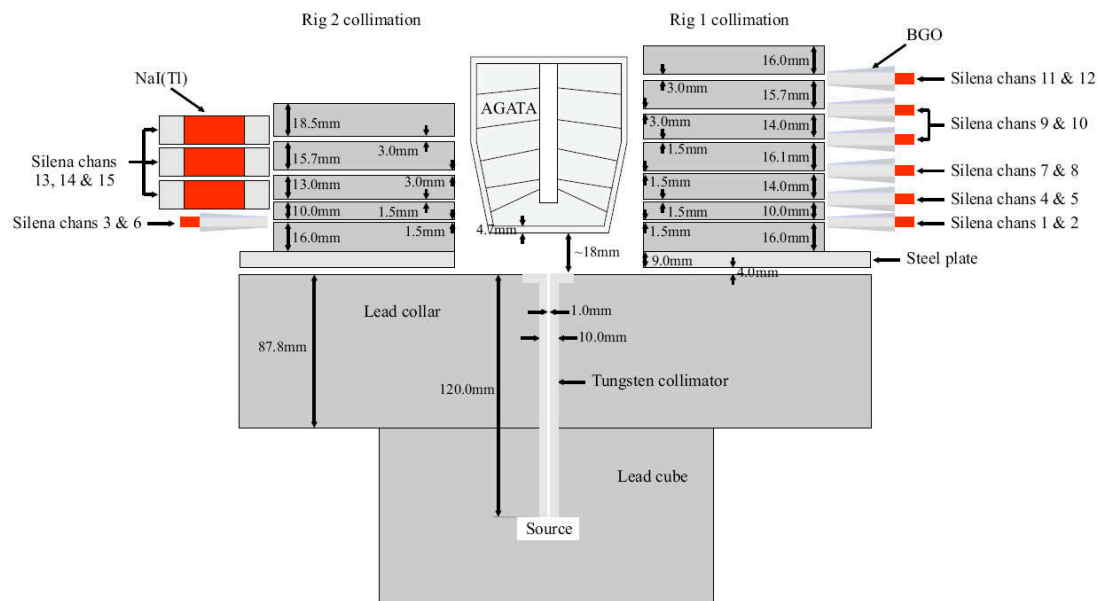 Rig 2 collimation
Rig 1 collimation
BGO
NaI(Tl)
AGATA
16.0mm
3.0mm
15.7mm
3.0mm
14.0mm
1.5mm
16.1mm
1.5mm
14.0mm
1.5mm
10.0mm
1.5mm
16.0mm
9.0mm
4.0mm
Silena chans 11 & 12
Silena chans 9 & 10
Silena chans 7 & 8
Silena chans 4 & 5
Silena chans 1 & 2
Steel plate
18.5mm
3.0mm
15.7mm
3.0mm
13.0mm
1.5mm
10.0mm
1.5mm
16.0mm
Silena chans
13, 14 & 15
Silena chans 3 & 6
4.7mm
~18mm
Lead collar
1.0mm
87.8mm
10.0mm
120.0mm
Tungsten collimator
Lead cube
Source